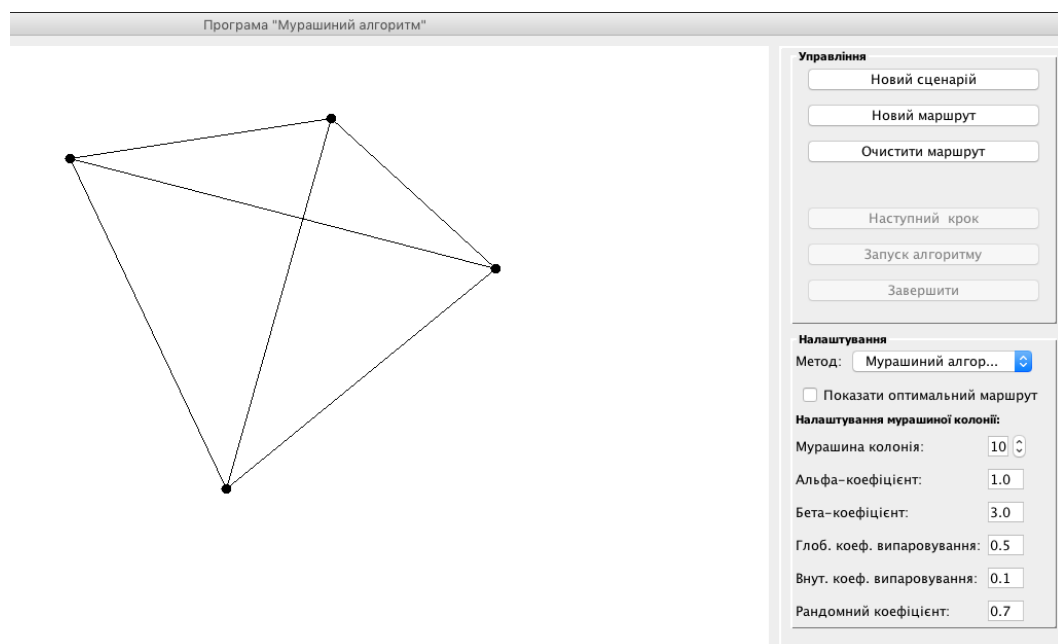 Програма "Мурашиний алгоритм"
Управління
Новий сценарій
Новий маршрут
Очистити маршрут
Наступний крок
Запуск алгоритму
Завершити
Налаштування
Метод: Мурашиний алгор...
Показати оптимальний маршрут
Налаштування мурашиної колонії:
Мурашина колонія: 10
Альфа-коефіцієнт: 1.0
Бета-коефіцієнт: 3.0
Глоб. коеф. випаровування: 0.5
Внут. коеф. випаровування: 0.1
Рандомний коефіцієнт: 0.7